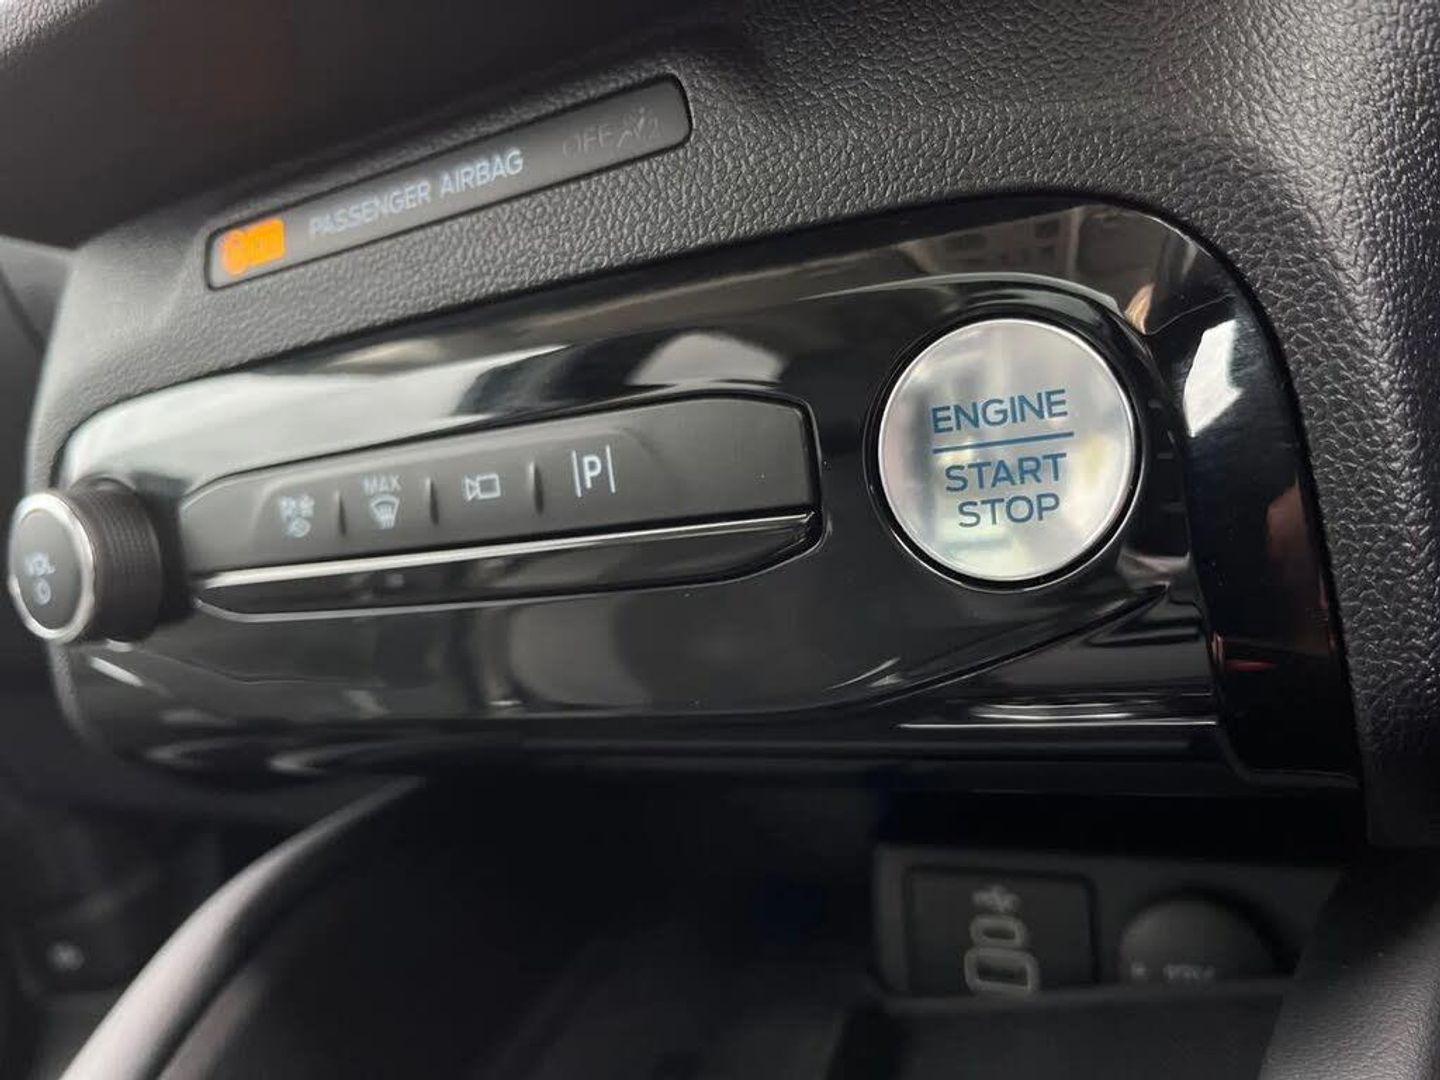 PASSENGER AIRBAG
OFF
MAX
P
VOL
ENGINE
START
STOP